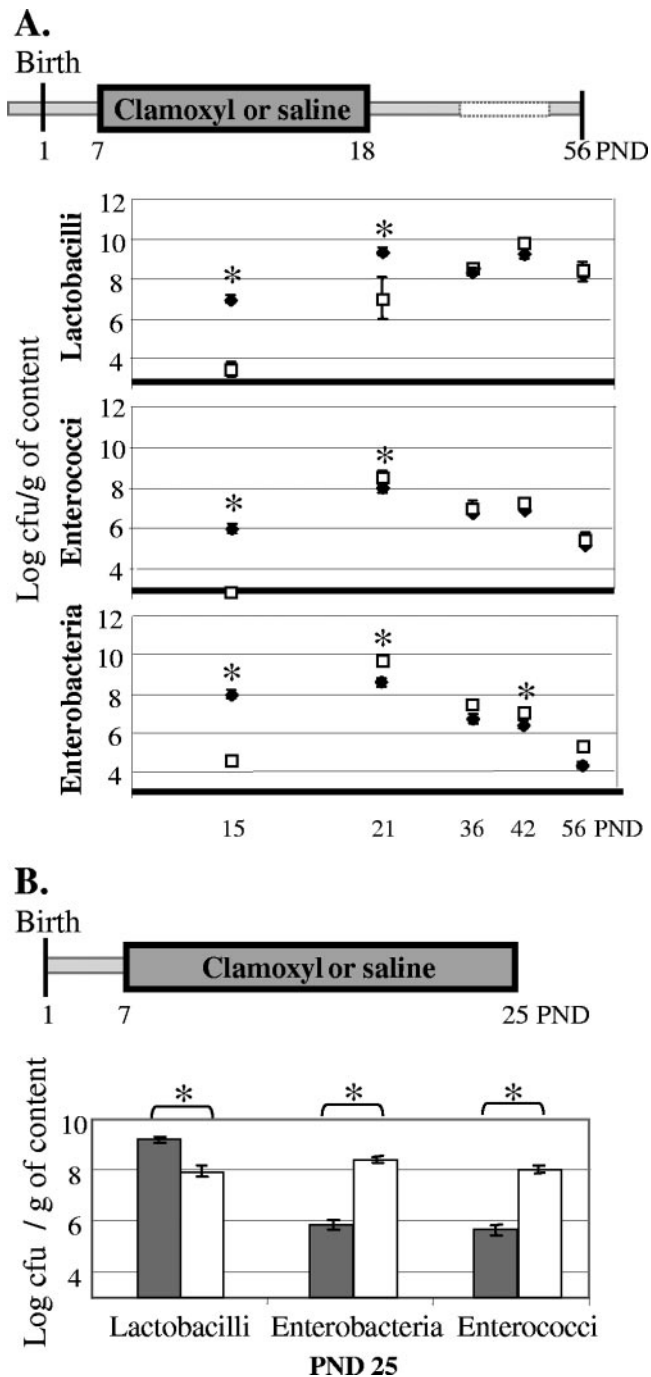 A.
Birth
Clamoxyl or saline
1 7 18 56 PND
Log cfu/g of content
Lactobacilli
12
10
8
6
4
* *
Enterococci
12
10
8
6
4
* *
Enterobacteria
12
10
8
6
4
* * *
15 21 36 42 56 PND
B.
Birth
Clamoxyl or saline
1 7 25 PND
Log cfu / g of content
10
8
6
4
* * *
Lactobacilli Enterobacteria Enterococci
PND 25